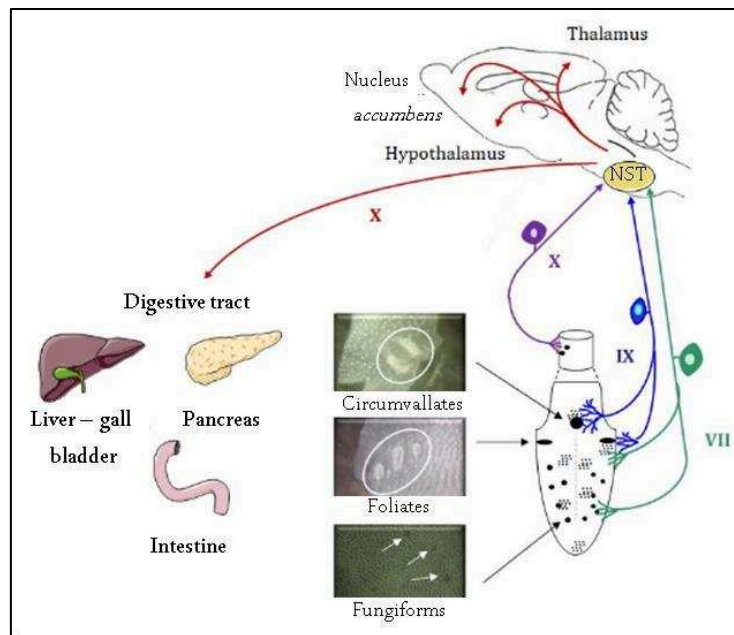 Thalamus
Nucleus
accumbens
Hypothalamus
NST
X
X
Digestive tract
IX
Circumvallates
Liver – gall
bladder
Pancreas
VII
Foliates
Intestine
Fungiforms